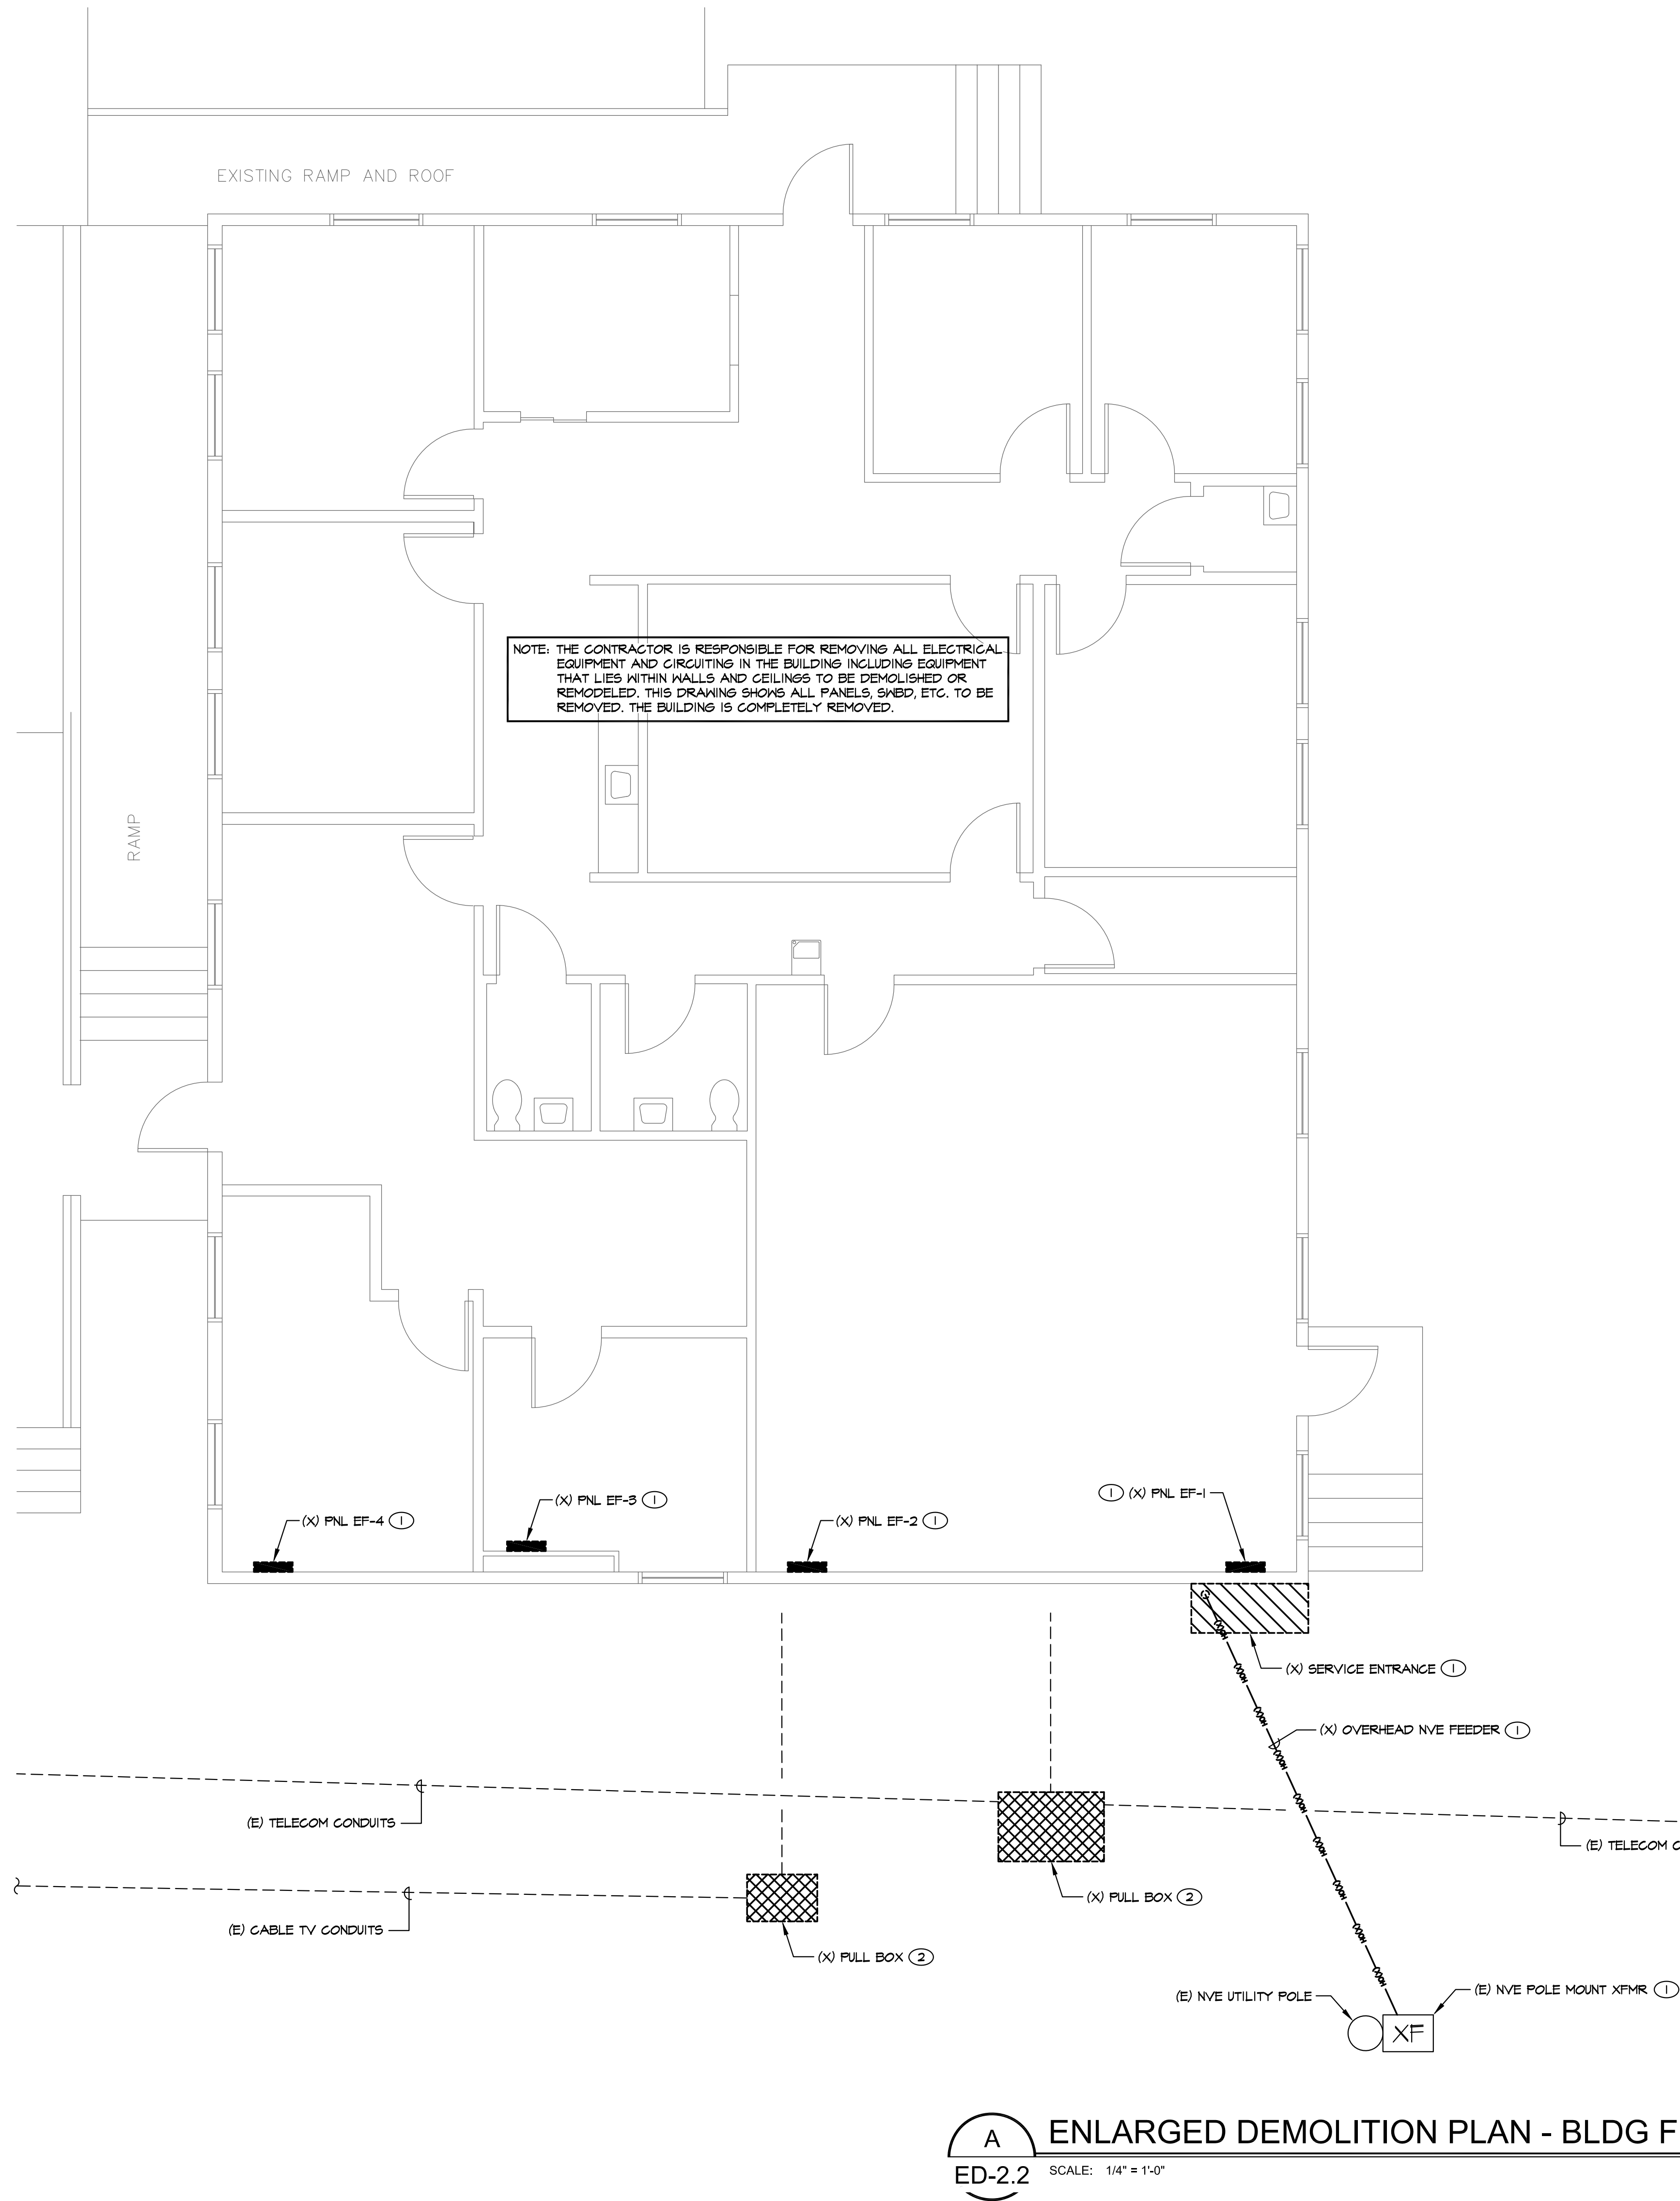 EXISTING RAMP AND ROOF
NOTE: THE CONTRACTOR IS RESPONSIBLE FOR REMOVING ALL ELECTRICAL
EQUIPMENT AND CIRCUITING IN THE BUILDING INCLUDING EQUIPMENT
THAT LIES WITHIN WALLS AND CEILINGS TO BE DEMOLISHED OR
REMODELED. THIS DRAWING SHOWS ALL PANELS, SWBD, ETC. TO BE
REMOVED. THE BUILDING IS COMPLETELY REMOVED.
RAMP
1 (X) PNL EF-1
(X) PNL EF-3 1
(X) PNL EF-4 1
(X) PNL EF-2 1
(X) SERVICE ENTRANCE 1
(X) OVERHEAD NVE FEEDER 1
(E) TELECOM CONDUITS
(E) TELECOM C
(X) PULL BOX 2
(E) CABLE TV CONDUITS
(X) PULL BOX 2
(E) NVE UTILITY POLE
(E) NVE POLE MOUNT XFMR 1
XF
A
ENLARGED DEMOLITION PLAN - BLDG F
ED-2.2
SCALE: 1/4" = 1'-0"